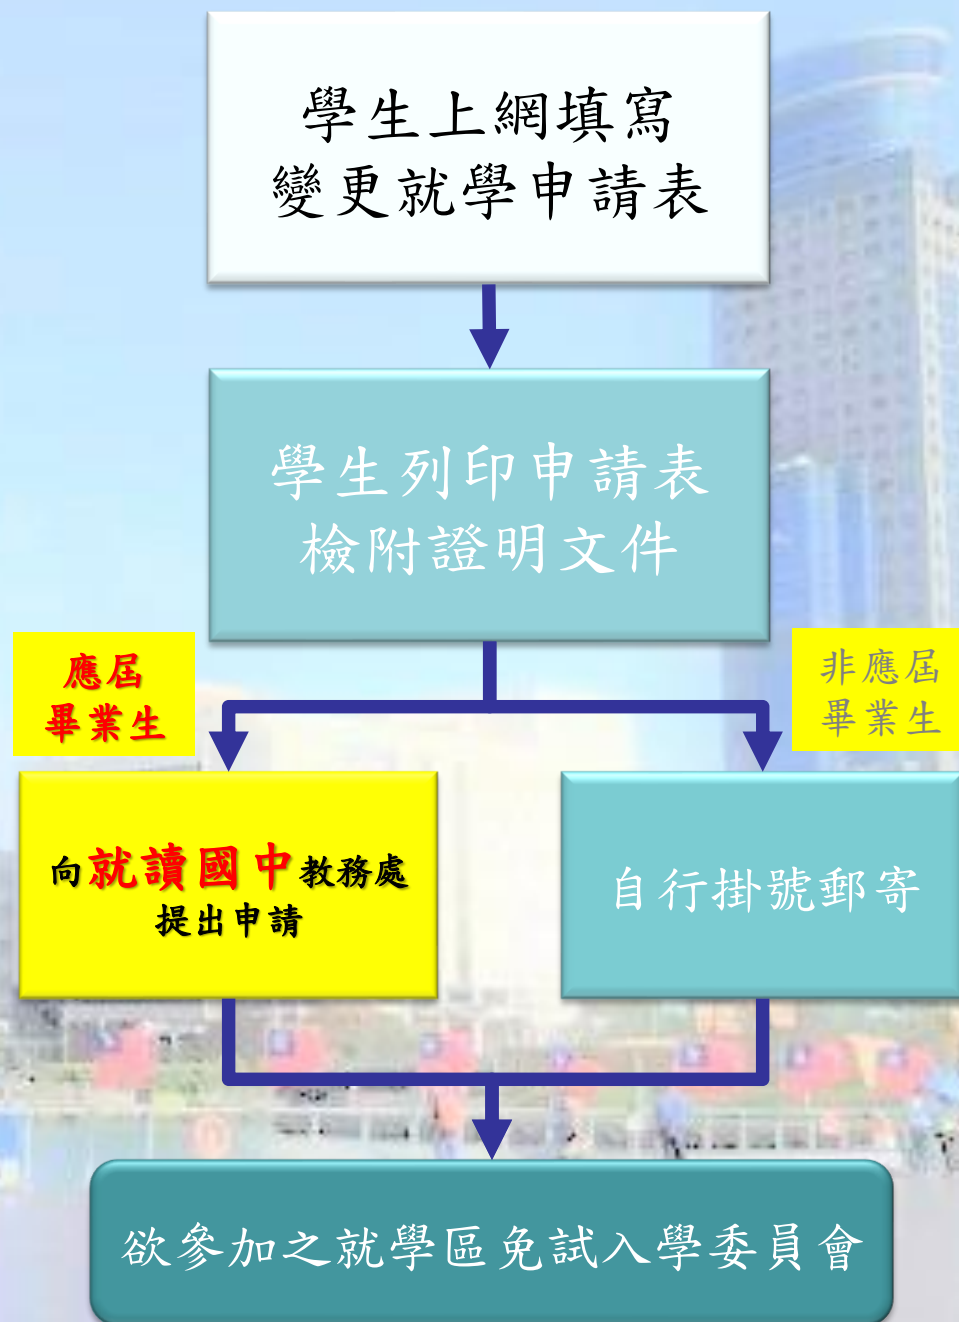 學生上網填寫
變更就學申請表
學生列印申請表
檢附證明文件
應屆
畢業生
非應屆
畢業生
向就讀國中教務處
提出申請
自行掛號郵寄
欲參加之就學區免試入學委員會